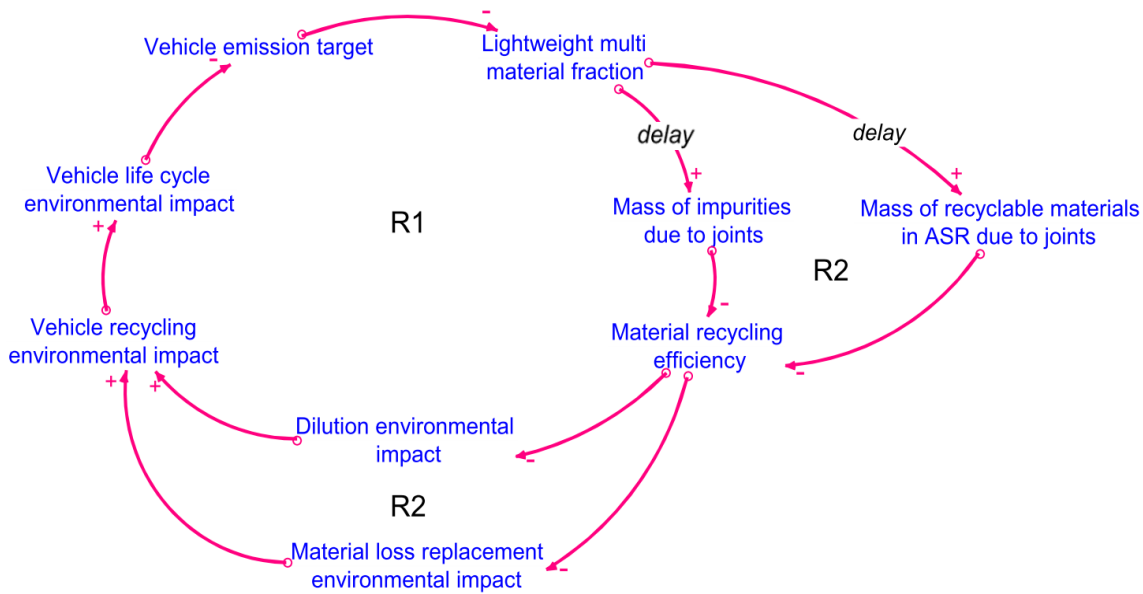 Vehicle emission target
-
-
Lightweight multi
material fraction
delay
delay
+
+
Vehicle life cycle
environmental impact
+
R1
Mass of impurities
due to joints
Mass of recyclable materials
in ASR due to joints
R2
-
Vehicle recycling
environmental impact
+
+
Material recycling
efficiency
-
Dilution environmental
impact
-
R2
Material loss replacement
environmental impact
-